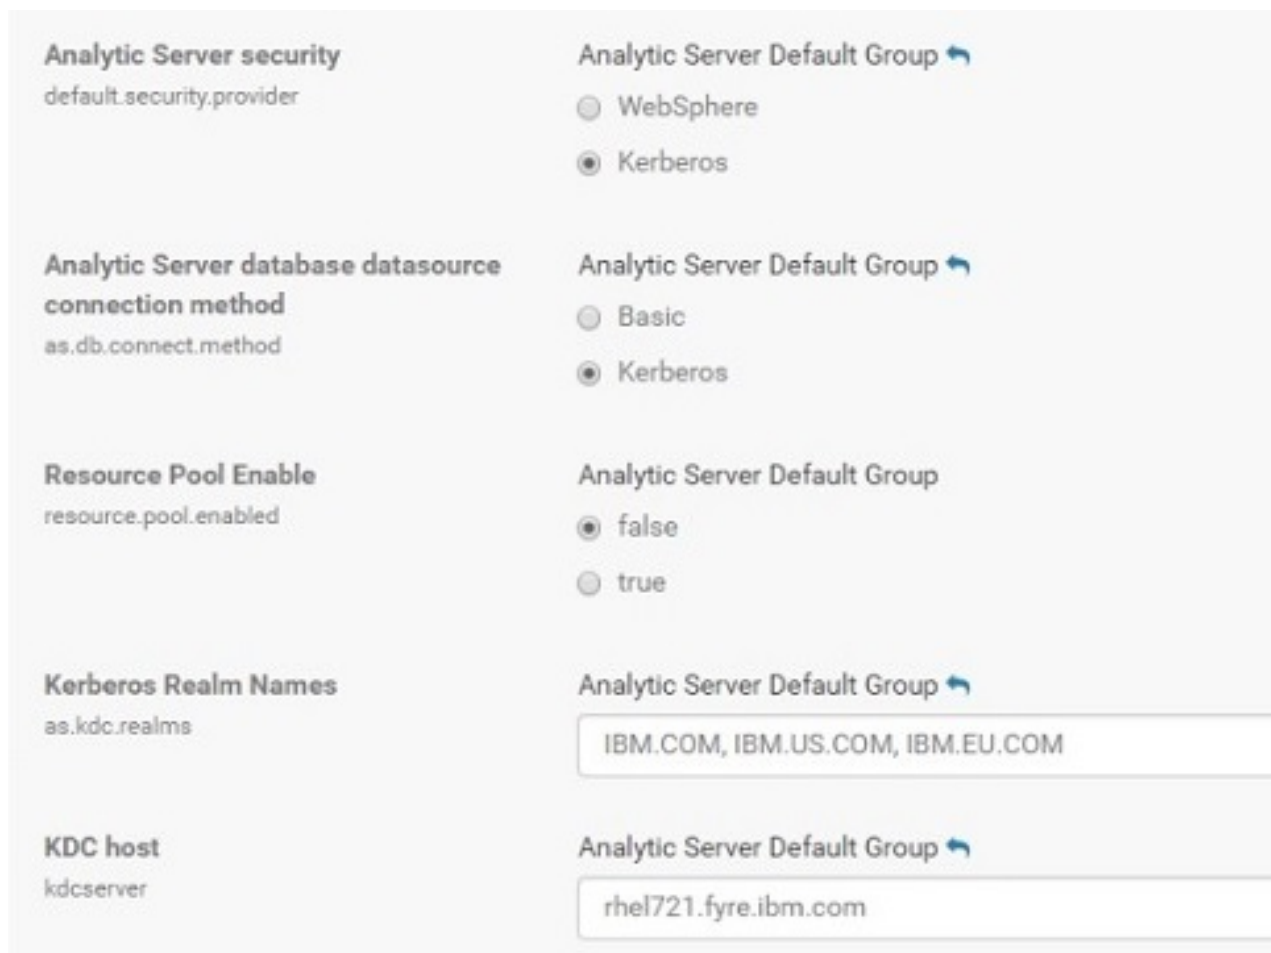 Analytic Server security
Analytic Server Default Group
default.security.provider
WebSphere
Kerberos
Analytic Server database datasource
connection method
Analytic Server Default Group
as.db.connect.method
Basic
Kerberos
Resource Pool Enable
Analytic Server Default Group
resource.pool.enabled
false
true
Kerberos Realm Names
Analytic Server Default Group
as.kdc.realms
IBM.COM, IBM.US.COM, IBM.EU.COM
KDC host
Analytic Server Default Group
kdcserver
rhel721.fyre.ibm.com